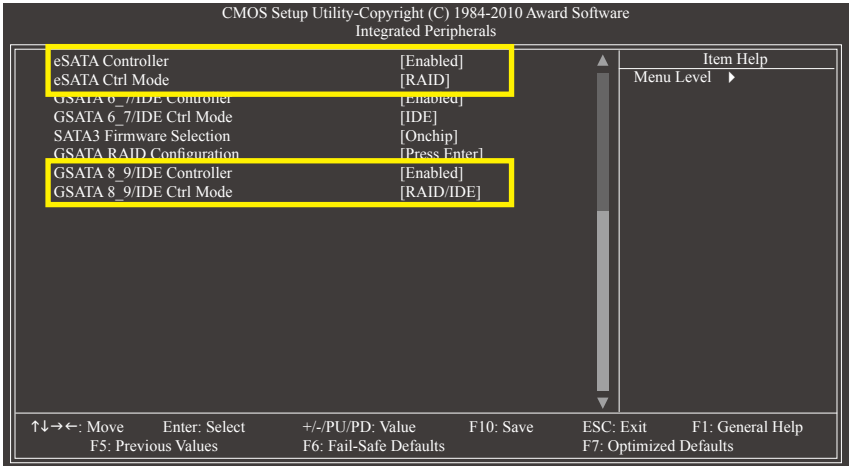 CMOS Setup Utility-Copyright (C) 1984-2010 Award Software
Integrated Peripherals
eSATA Controller [Enabled]
eSATA Ctrl Mode [RAID]
GSATA 6_7/IDE Controller [Enabled]
GSATA 6_7/IDE Ctrl Mode [IDE]
SATA3 Firmware Selection [Onchip]
GSATA RAID Configuration [Press Enter]
GSATA 8_9/IDE Controller [Enabled]
GSATA 8_9/IDE Ctrl Mode [RAID/IDE]
Item Help
Menu Level
↑↓→←: Move Enter: Select +/-/PU/PD: Value F10: Save ESC: Exit F1: General Help
F5: Previous Values F6: Fail-Safe Defaults F7: Optimized Defaults